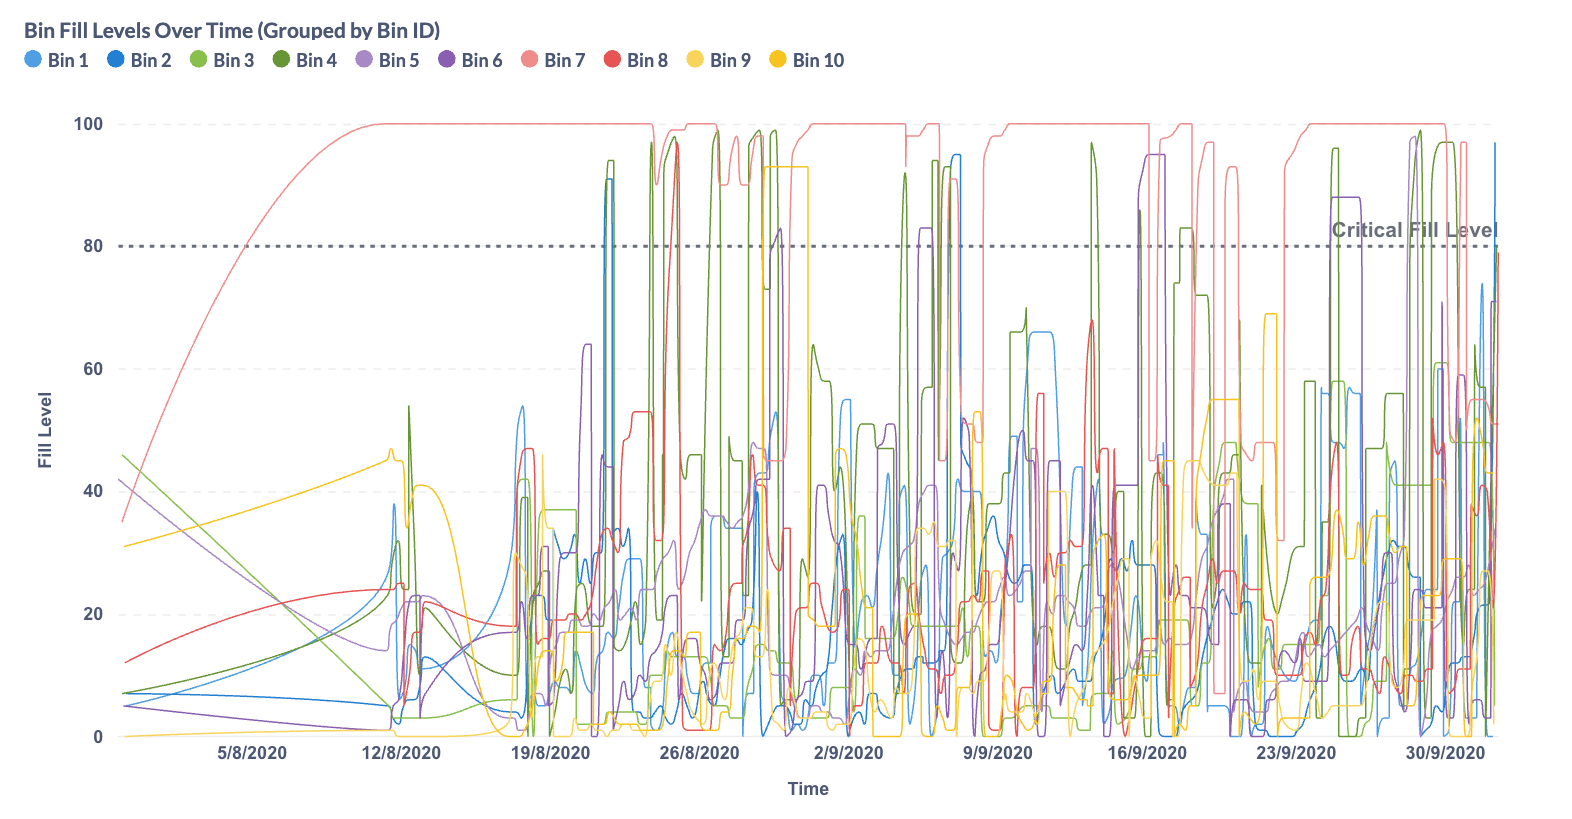 Bin Fill Levels Over Time (Grouped by Bin ID)
Bin 1 Bin 2 Bin 3 Bin 4 Bin 5 Bin 6 Bin 7 Bin 8 Bin 9 Bin 10
100
80
60
40
20
0
Critical Fill Level
Fill Level
5/8/2020 12/8/2020 19/8/2020 26/8/2020 2/9/2020 9/9/2020 16/9/2020 23/9/2020 30/9/2020
Time